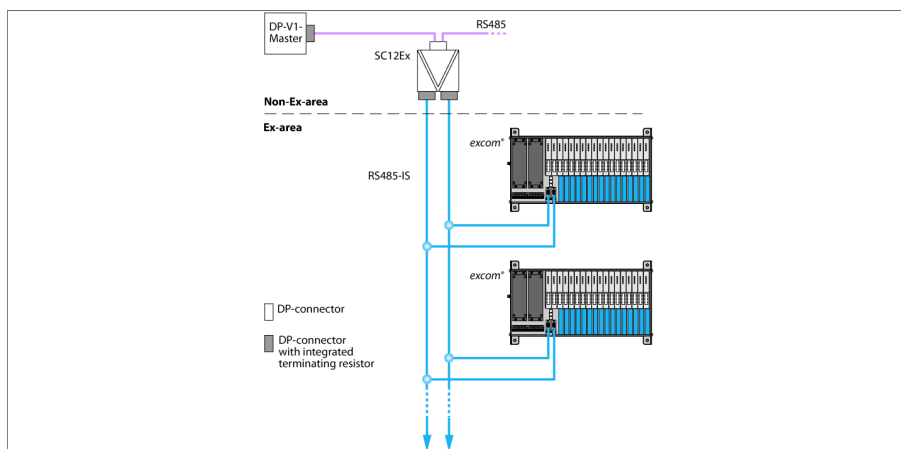 DP-V1-
Master
RS485
SC12Ex
Non-Ex-area
Ex-area
excom®
RS485-IS
excom®
DP-connector
DP-connector
with integrated
terminating resistor